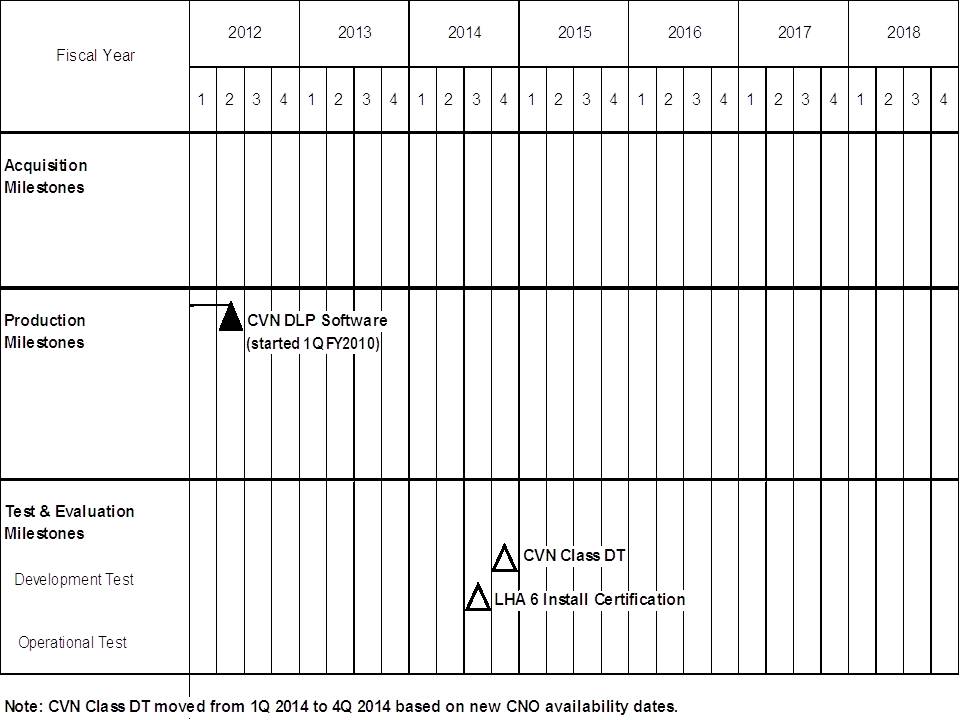 Fiscal Year
2012 2013 2014 2015 2016 2017 2018
1 2 3 4 1 2 3 4 1 2 3 4 1 2 3 4 1 2 3 4 1 2 3 4 1 2 3 4
Acquisition
Milestones
Production
Milestones
CVN DLP Software
(started 1QFY2010)
Test & Evaluation
Milestones
CVN Class DT
Development Test
LHA 6 Install Certification
Operational Test
Note: CVN Class DT moved from 1Q 2014 to 4Q 2014 based on new CNO availability dates.